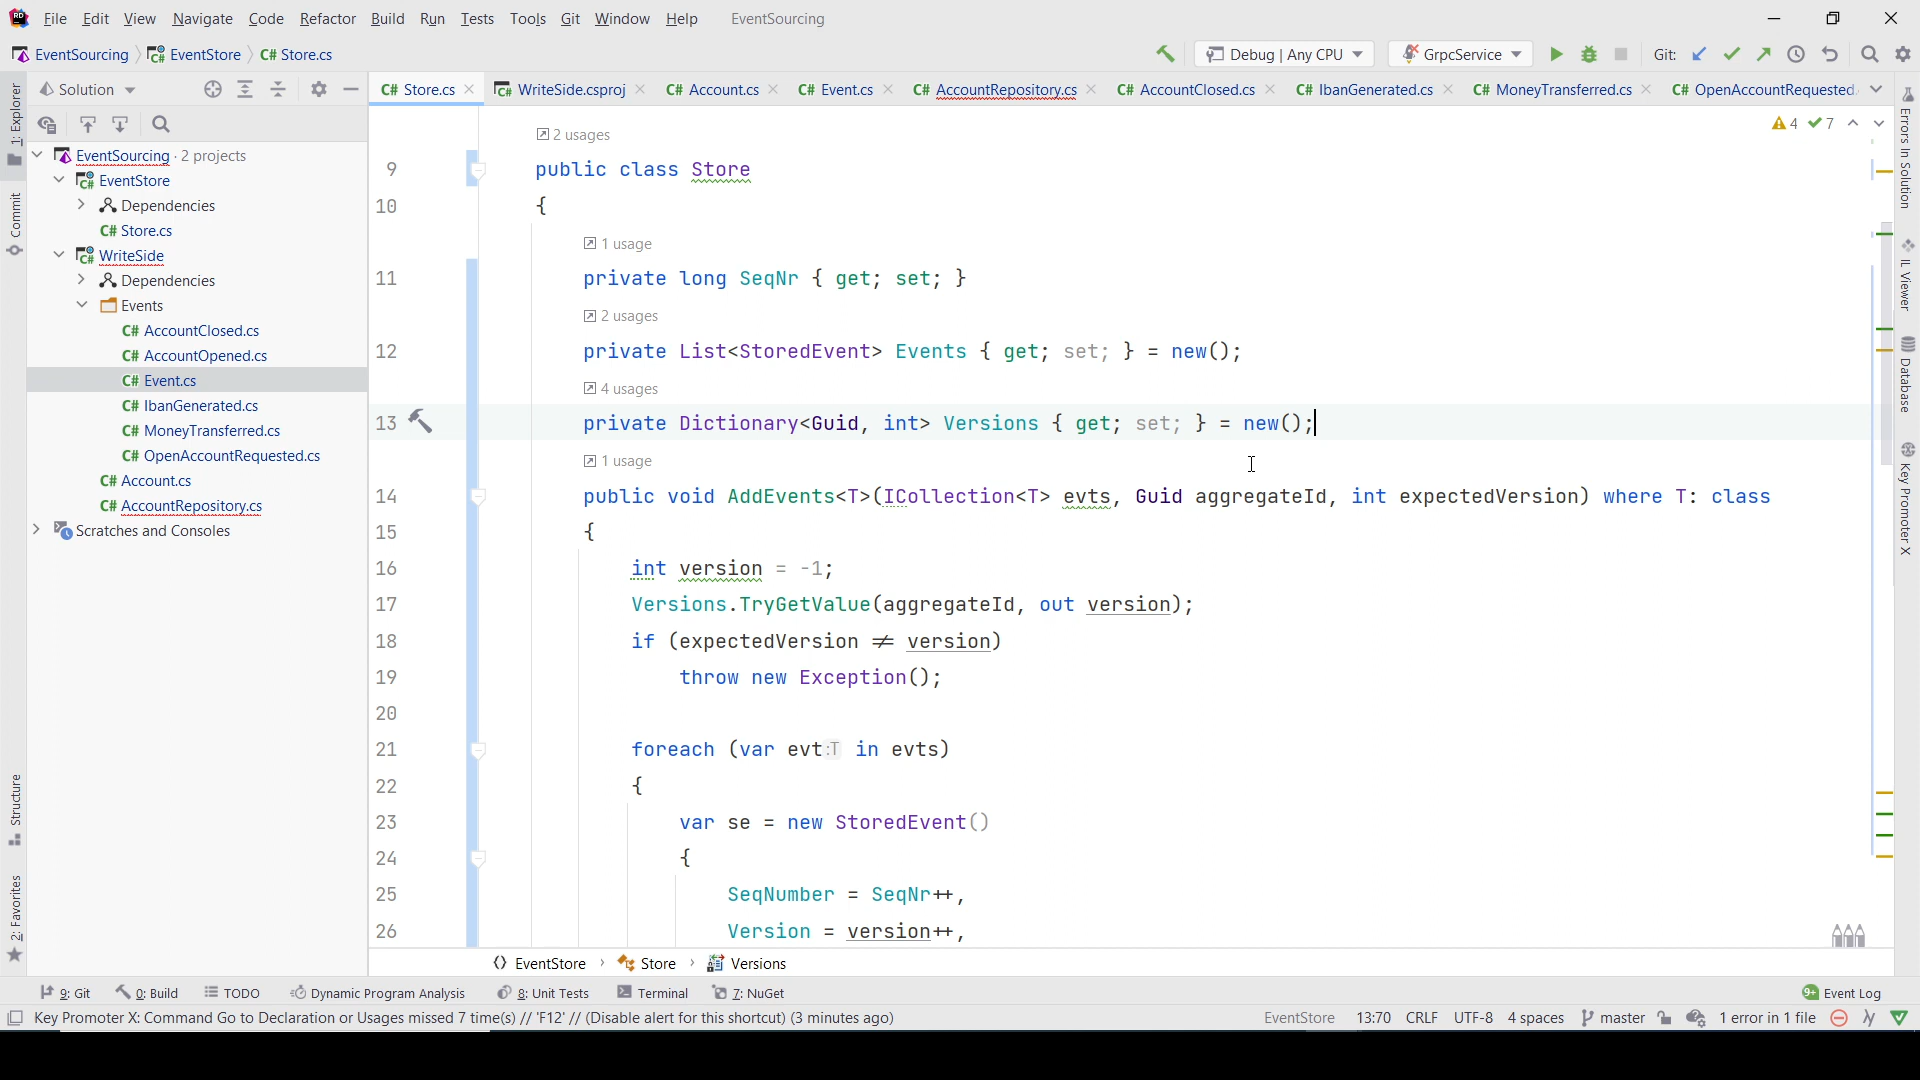 File Edit View Navigate Code Refactor Build Run Tests Tools Git Window Help EventSourcing
EventSourcing EventStore C# Store.cs Debug | Any CPU GrpcService Git:
Solution
C# Store.cs WriteSide.csproj C# Account.cs C# Event.cs C# AccountRepository.cs C# AccountClosed.cs C# IbanGenerated.cs C# MoneyTransferred.cs C# OpenAccountRequested.
1: Explorer
Commit
Structure
2: Favorites
EventSourcing · 2 projects
EventStore
Dependencies
C# Store.cs
WriteSide
Dependencies
Events
C# AccountClosed.cs
C# AccountOpened.cs
C# Event.cs
C# IbanGenerated.cs
C# MoneyTransferred.cs
C# OpenAccountRequested.cs
C# Account.cs
C# AccountRepository.cs
Scratches and Consoles
4 7
2 usages
9 public class Store
10 {
1 usage
11 private long SeqNr { get; set; }
2 usages
12 private List<StoredEvent> Events { get; set; } = new();
4 usages
13 private Dictionary<Guid, int> Versions { get; set; } = new();
1 usage
14 public void AddEvents<T>(ICollection<T> evts, Guid aggregateId, int expectedVersion) where T: class
15 {
16 int version = -1;
17 Versions.TryGetValue(aggregateId, out version);
18 if (expectedVersion ≠ version)
19 throw new Exception();
20
21 foreach (var evt:T in evts)
22 {
23 var se = new StoredEvent()
24 {
25 SeqNumber = SeqNr++,
26 Version = version++,
Errors In Solution
IL Viewer
Database
Key Promoter X
EventStore Store Versions
9: Git 0: Build TODO Dynamic Program Analysis 8: Unit Tests Terminal 7: NuGet 9+ Event Log
Key Promoter X: Command Go to Declaration or Usages missed 7 time(s) // 'F12' // (Disable alert for this shortcut) (3 minutes ago) EventStore 13:70 CRLF UTF-8 4 spaces master 1 error in 1 file